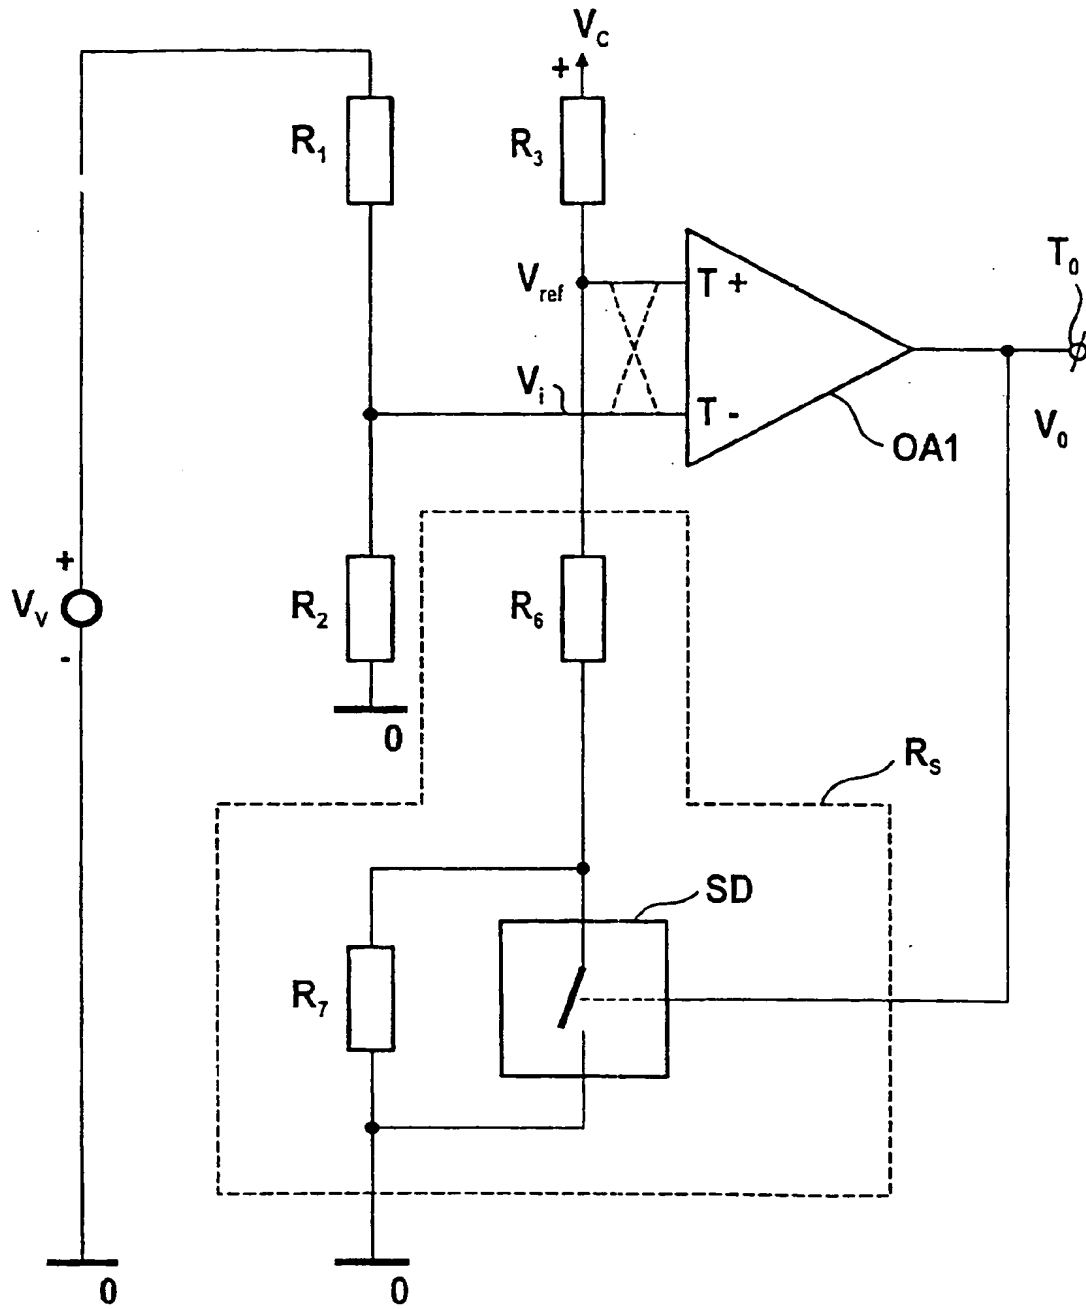 V_C
+
R_1
R_3
T_0
V_ref
T +
V_i
T -
V_0
OA1
+
V_V
-
R_2
R_6
0
R_S
SD
R_7
0
0